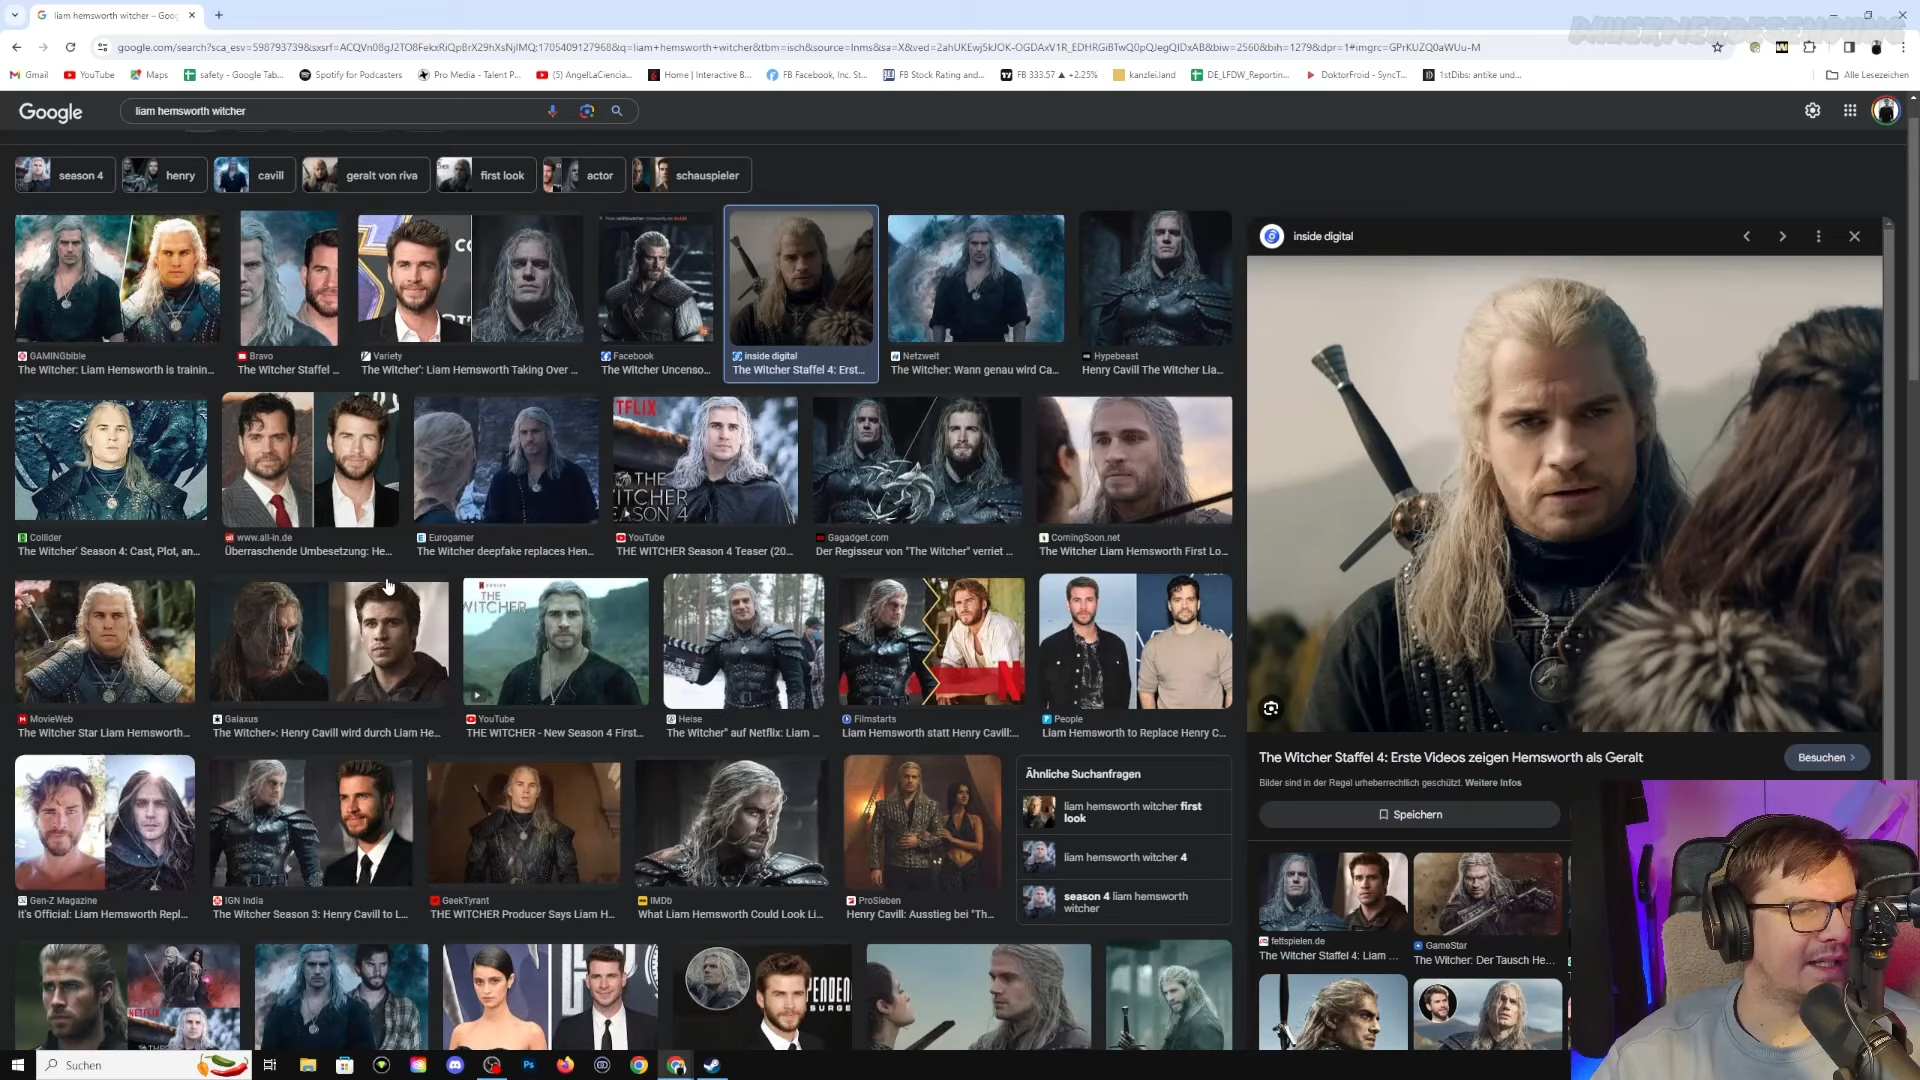 liam hemsworth witcher – Goog
google.com/search?sca_esv=598793739&sxsrf=ACQVn08gJ2TO8FekxRiQpBrX29hXsNjlMQ:1705409127968&q=liam+hemsworth+witcher&tbm=isch&source=lnms&sa=X&ved=2ahUKEwj5kJOK-OGDAxV1R_EDHRGiBTwQ0pQJegQIDxAB&biw=2560&bih=1279&dpr=1#imgrc=GPrKUZQ0aWUu-M
Gmail
YouTube
Maps
safety - Google Tab...
Spotify for Podcasters
Pro Media - Talent P...
(5) AngelLaCiencia...
Home | Interactive B...
FB Facebook, Inc. St...
FB Stock Rating and...
FB 333.57 ▲ +2.25%
kanzlei.land
DE_LFDW_Reportin...
DoktorFroid - SyncT...
1stDibs: antike und...
Alle Lesezeichen
Google
liam hemsworth witcher
season 4
henry
cavill
geralt von riva
first look
actor
schauspieler
inside digital
GAMINGbible
Bravo
Variety
Facebook
inside digital
Netzwelt
Hypebeast
The Witcher: Liam Hemsworth is trainin...
The Witcher Staffel ...
The Witcher': Liam Hemsworth Taking Over ...
The Witcher Uncenso...
The Witcher Staffel 4: Erst...
The Witcher: Wann genau wird Ca...
Henry Cavill The Witcher Lia...
NETFLIX
THE
WITCHER
SEASON 4
Collider
www.all-in.de
Eurogamer
YouTube
Gagadget.com
ComingSoon.net
The Witcher' Season 4: Cast, Plot, an...
Überraschende Umbesetzung: He...
The Witcher deepfake replaces Hen...
THE WITCHER Season 4 Teaser (20...
Der Regisseur von "The Witcher" verriet ...
The Witcher Liam Hemsworth First Lo...
THE
WITCHER
N
MovieWeb
Galaxus
YouTube
Heise
Filmstarts
People
The Witcher Star Liam Hemsworth...
The Witcher»: Henry Cavill wird durch Liam He...
THE WITCHER - New Season 4 First...
The Witcher" auf Netflix: Liam ...
Liam Hemsworth statt Henry Cavill:...
Liam Hemsworth to Replace Henry C...
The Witcher Staffel 4: Erste Videos zeigen Hemsworth als Geralt
Besuchen
Bilder sind in der Regel urheberrechtlich geschützt. Weitere Infos
Speichern
Ähnliche Suchanfragen
liam hemsworth witcher first
look
liam hemsworth witcher 4
season 4 liam hemsworth
witcher
Gen-Z Magazine
IGN India
GeekTyrant
IMDb
ProSieben
It's Official: Liam Hemsworth Repl...
The Witcher Season 3: Henry Cavill to L...
THE WITCHER Producer Says Liam H...
What Liam Hemsworth Could Look Li...
Henry Cavill: Ausstieg bei "Th...
fettspielen.de
GameStar
The Witcher Staffel 4: Liam ...
The Witcher: Der Tausch He...
NETFLIX
Suchen